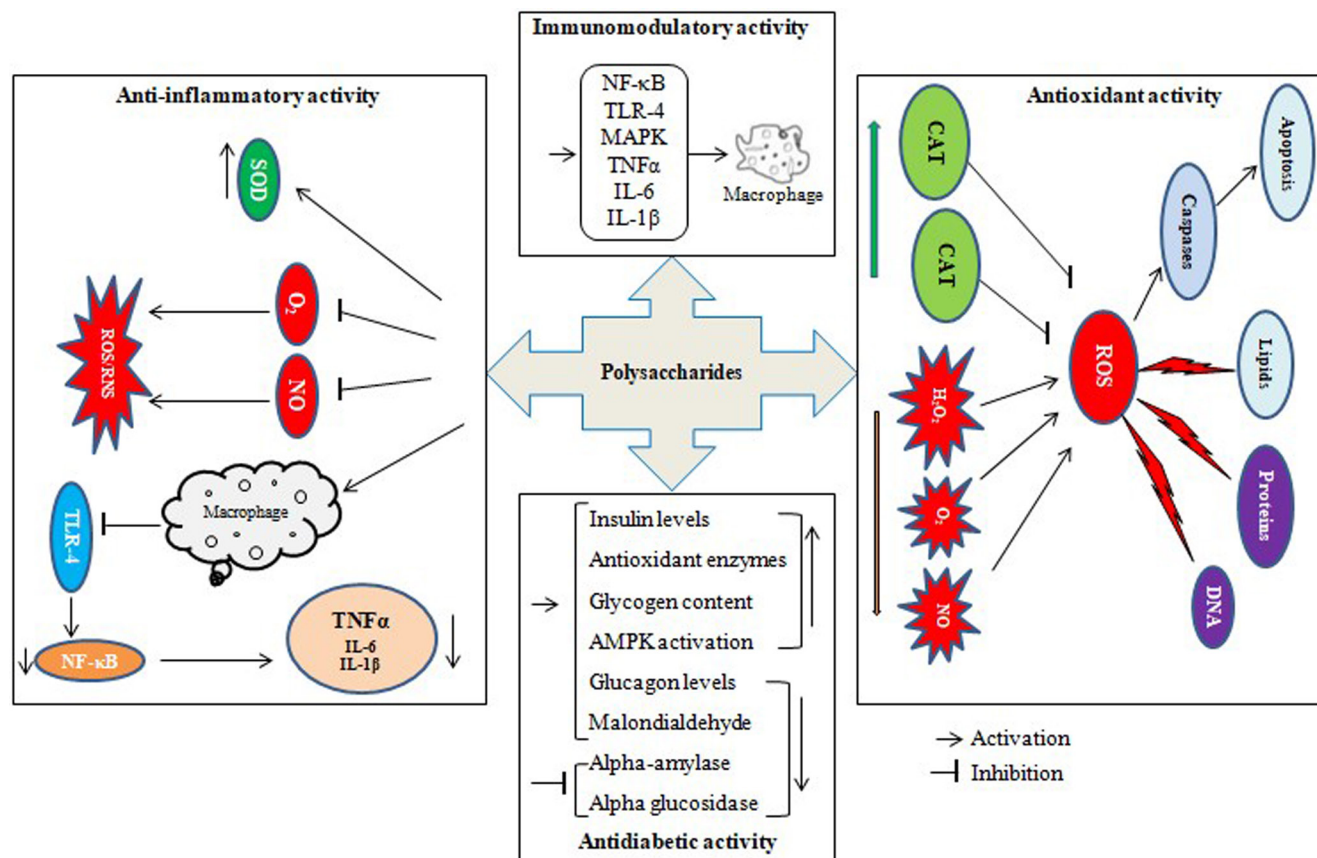 Immunomodulatory activity
NF-κB
TLR-4
MAPK
TNFα
IL-6
IL-1β
Macrophage
Anti-inflammatory activity
SOD
O₂
ROS/RNS
NO
Macrophage
TLR-4
NF-κB
TNFα
IL-6
IL-1β
Polysaccharides
Antioxidant activity
CAT
CAT
Apoptosis
Caspases
ROS
Lipids
H₂O₂
O₂
NO
Proteins
DNA
Insulin levels
Antioxidant enzymes
Glycogen content
AMPK activation
Glucagon levels
Malondialdehyde
Alpha-amylase
Alpha glucosidase
Antidiabetic activity
Activation
Inhibition